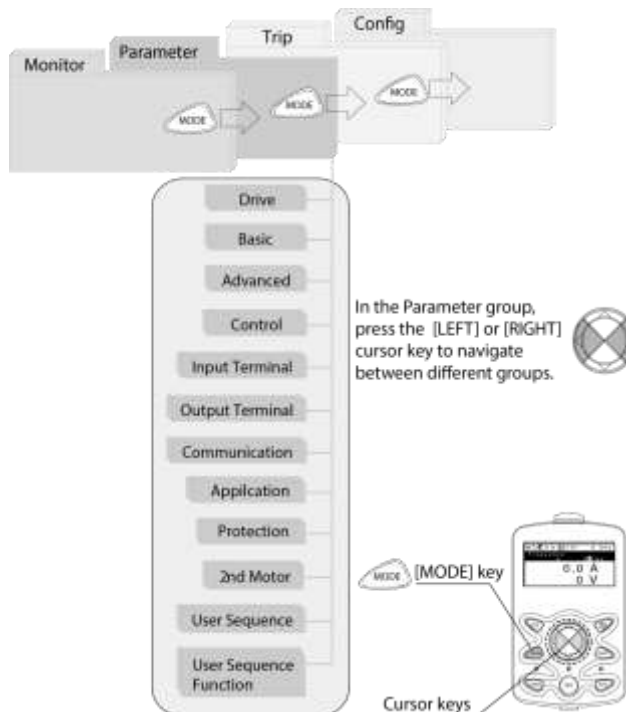 Monitor
Parameter
Trip
Config
MODE
MODE
MODE
Drive
Basic
Advanced
Control
Input Terminal
Output Terminal
Communication
Appilcation
Protection
2nd Motor
User Sequence
User Sequence
Function
In the Parameter group,
press the [LEFT] or [RIGHT]
cursor key to navigate
between different groups.
MODE
[MODE] key
0.0 A
0 V
Cursor keys